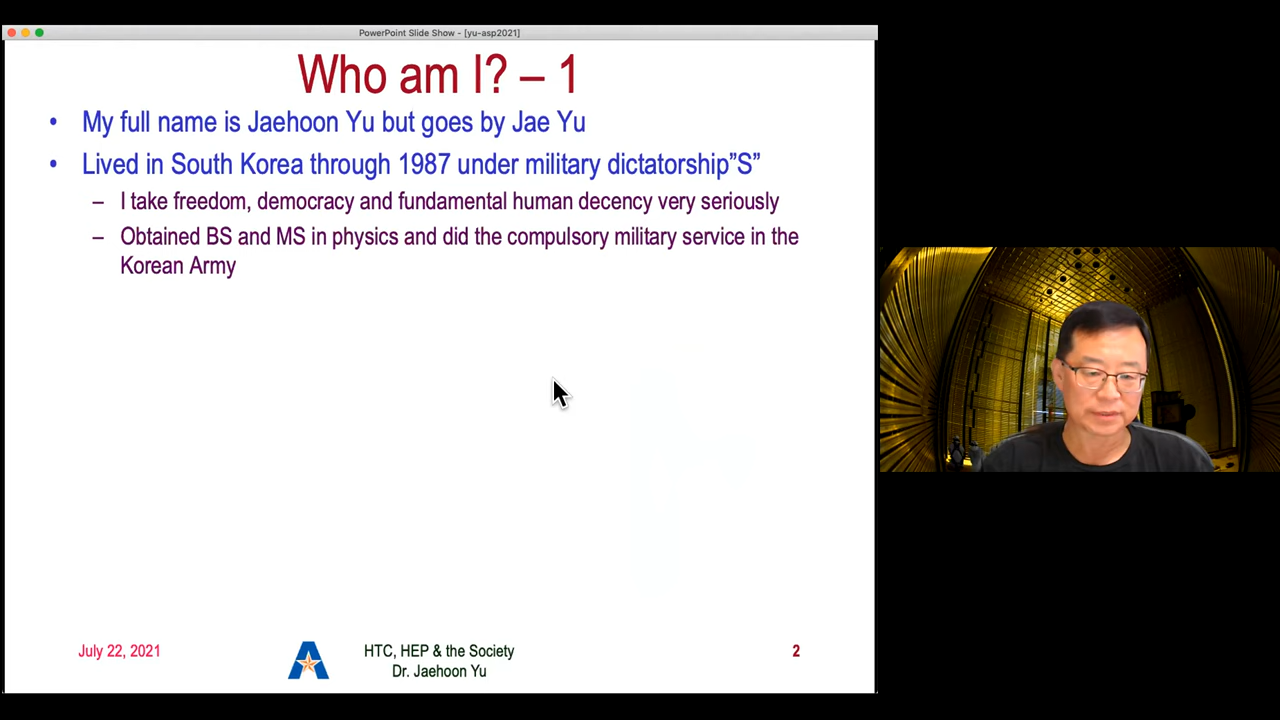 PowerPoint Slide Show - [yu-asp2021]
Who am I? – 1
• My full name is Jaehoon Yu but goes by Jae Yu
• Lived in South Korea through 1987 under military dictatorship”S”
– I take freedom, democracy and fundamental human decency very seriously
– Obtained BS and MS in physics and did the compulsory military service in the
Korean Army
July 22, 2021
HTC, HEP & the Society
Dr. Jaehoon Yu
2